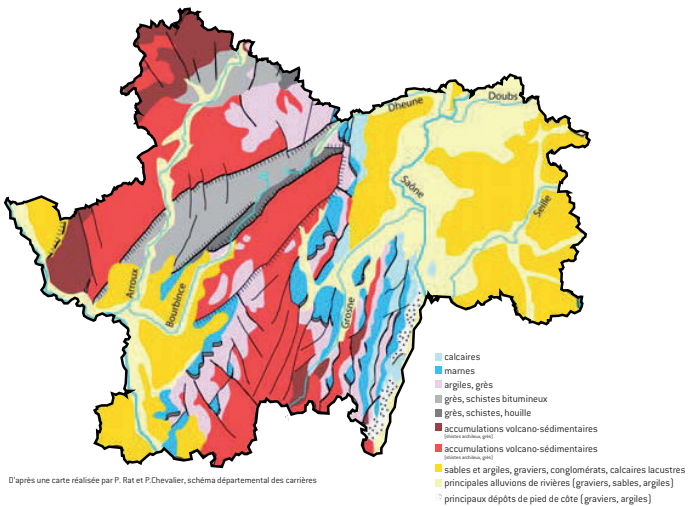 Dheune
Doubs
Saône
Seille
Arroux
Bourbince
Grosne
calcaires
marnes
argiles, grès
grès, schistes bitumineux
grès, schistes, houille
accumulations volcano-sédimentaires
(schistes ardoisiers, grès)
accumulations volcano-sédimentaires
sables et argiles, graviers, conglomérats, calcaires lacustres
principales alluvions de rivières (graviers, sables, argiles)
principaux dépôts de pied de côte (graviers, argiles)
D'après une carte réalisée par P. Rat et P.Chevalier, schéma départemental des carrières